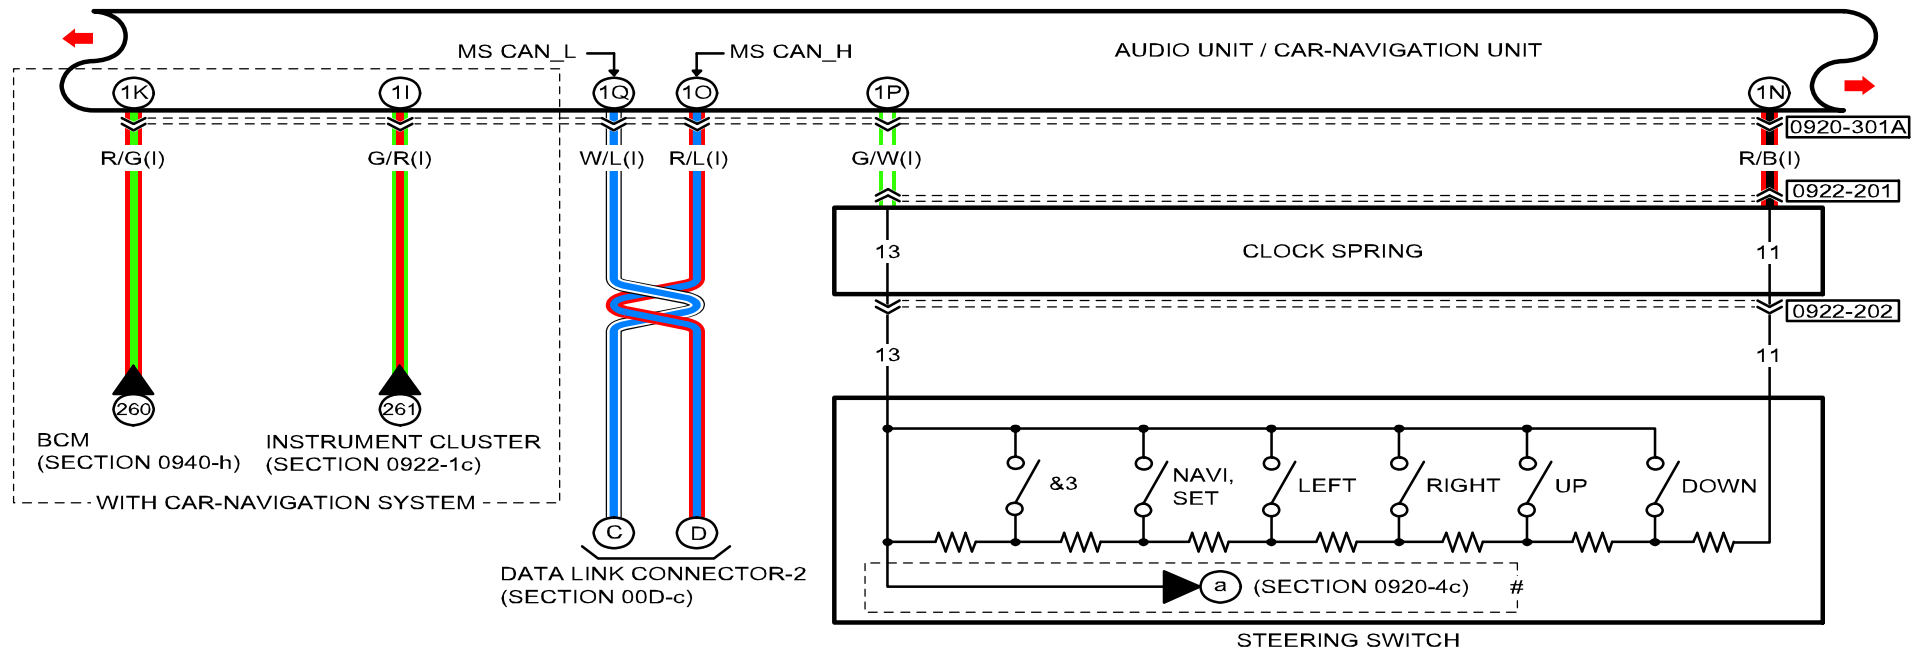 MS CAN_L
MS CAN_H
AUDIO UNIT / CAR-NAVIGATION UNIT
1K
1I
1Q
1O
1P
1N
0920-301A
R/G(I)
G/R(I)
W/L(I)
R/L(I)
G/W(I)
R/B(I)
0922-201
13
CLOCK SPRING
11
0922-202
13
11
260
261
BCM
(SECTION 0940-h)
INSTRUMENT CLUSTER
(SECTION 0922-1c)
WITH CAR-NAVIGATION SYSTEM
&3
NAVI,
SET
LEFT
RIGHT
UP
DOWN
C
D
DATA LINK CONNECTOR-2
(SECTION 00D-c)
a
(SECTION 0920-4c)
#
STEERING SWITCH